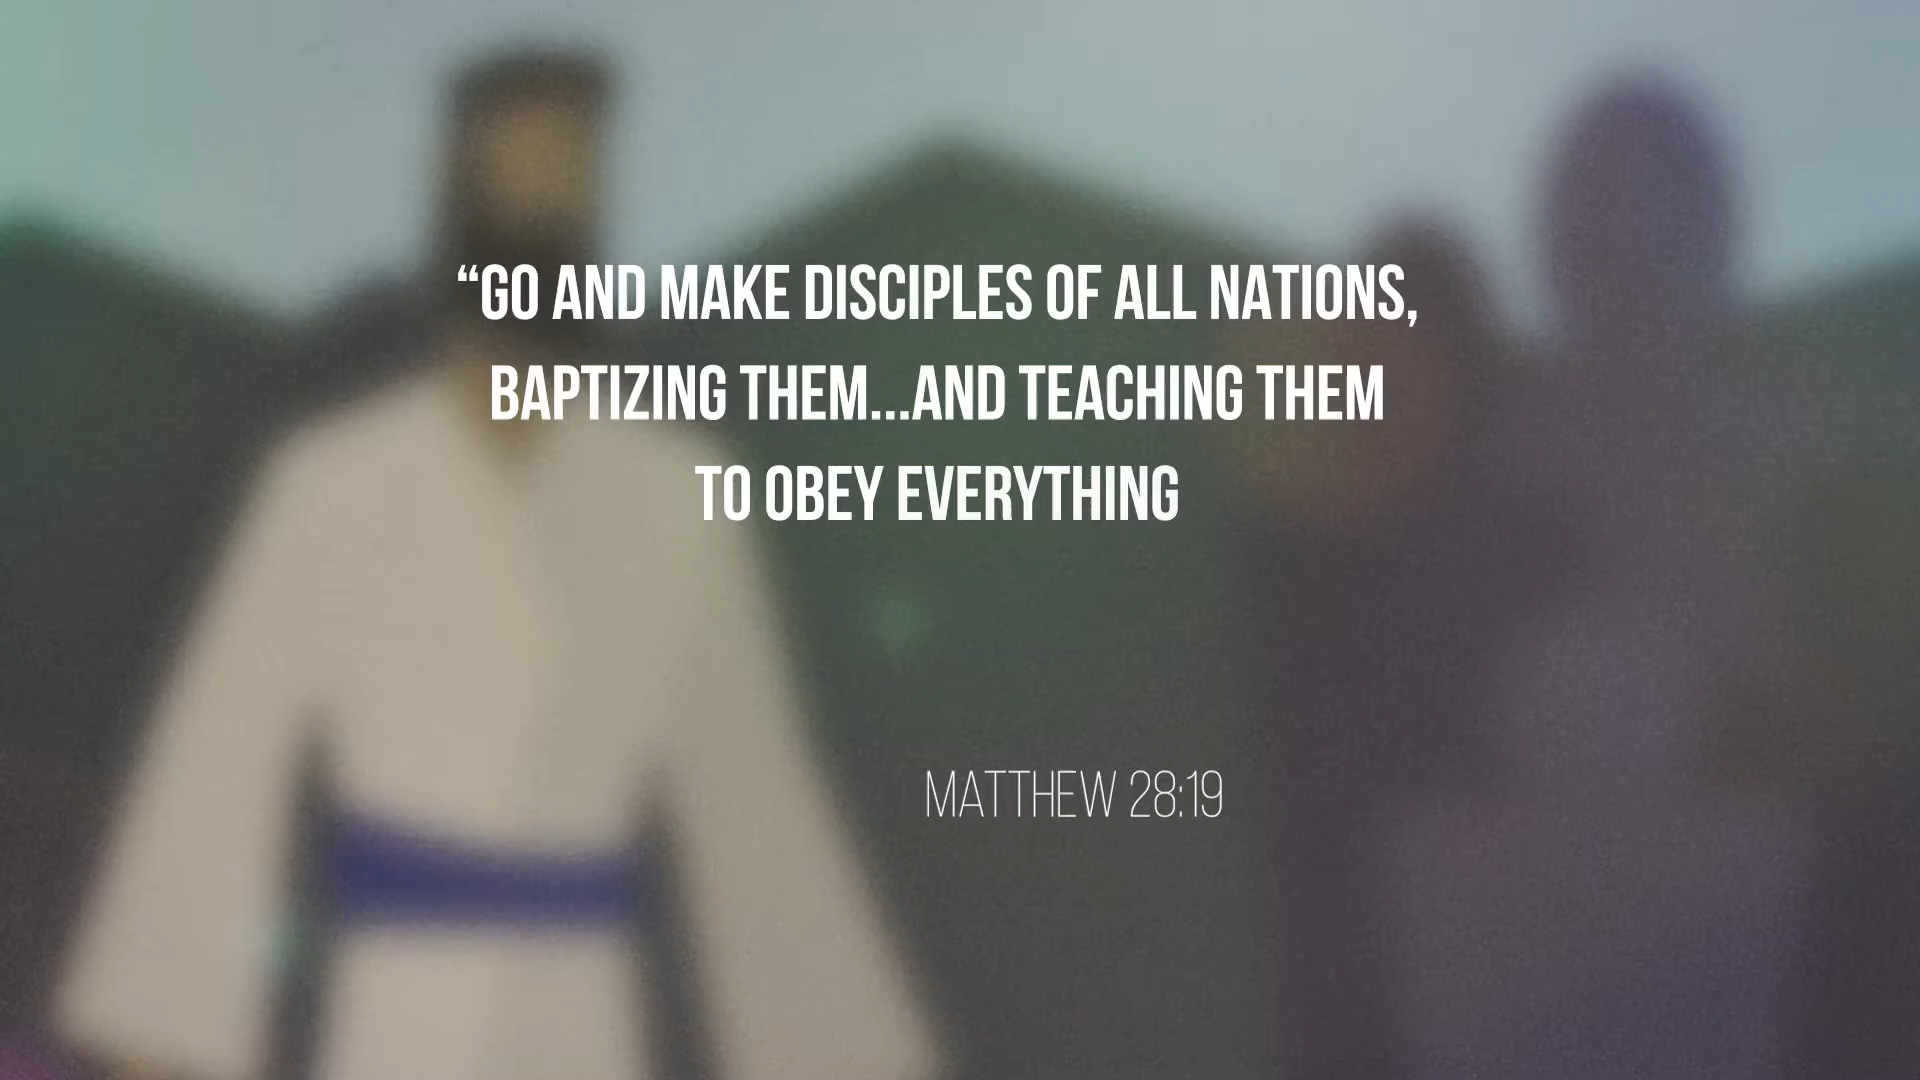 “GO AND MAKE DISCIPLES OF ALL NATIONS,
BAPTIZING THEM...AND TEACHING THEM
TO OBEY EVERYTHING
MATTHEW 28:19